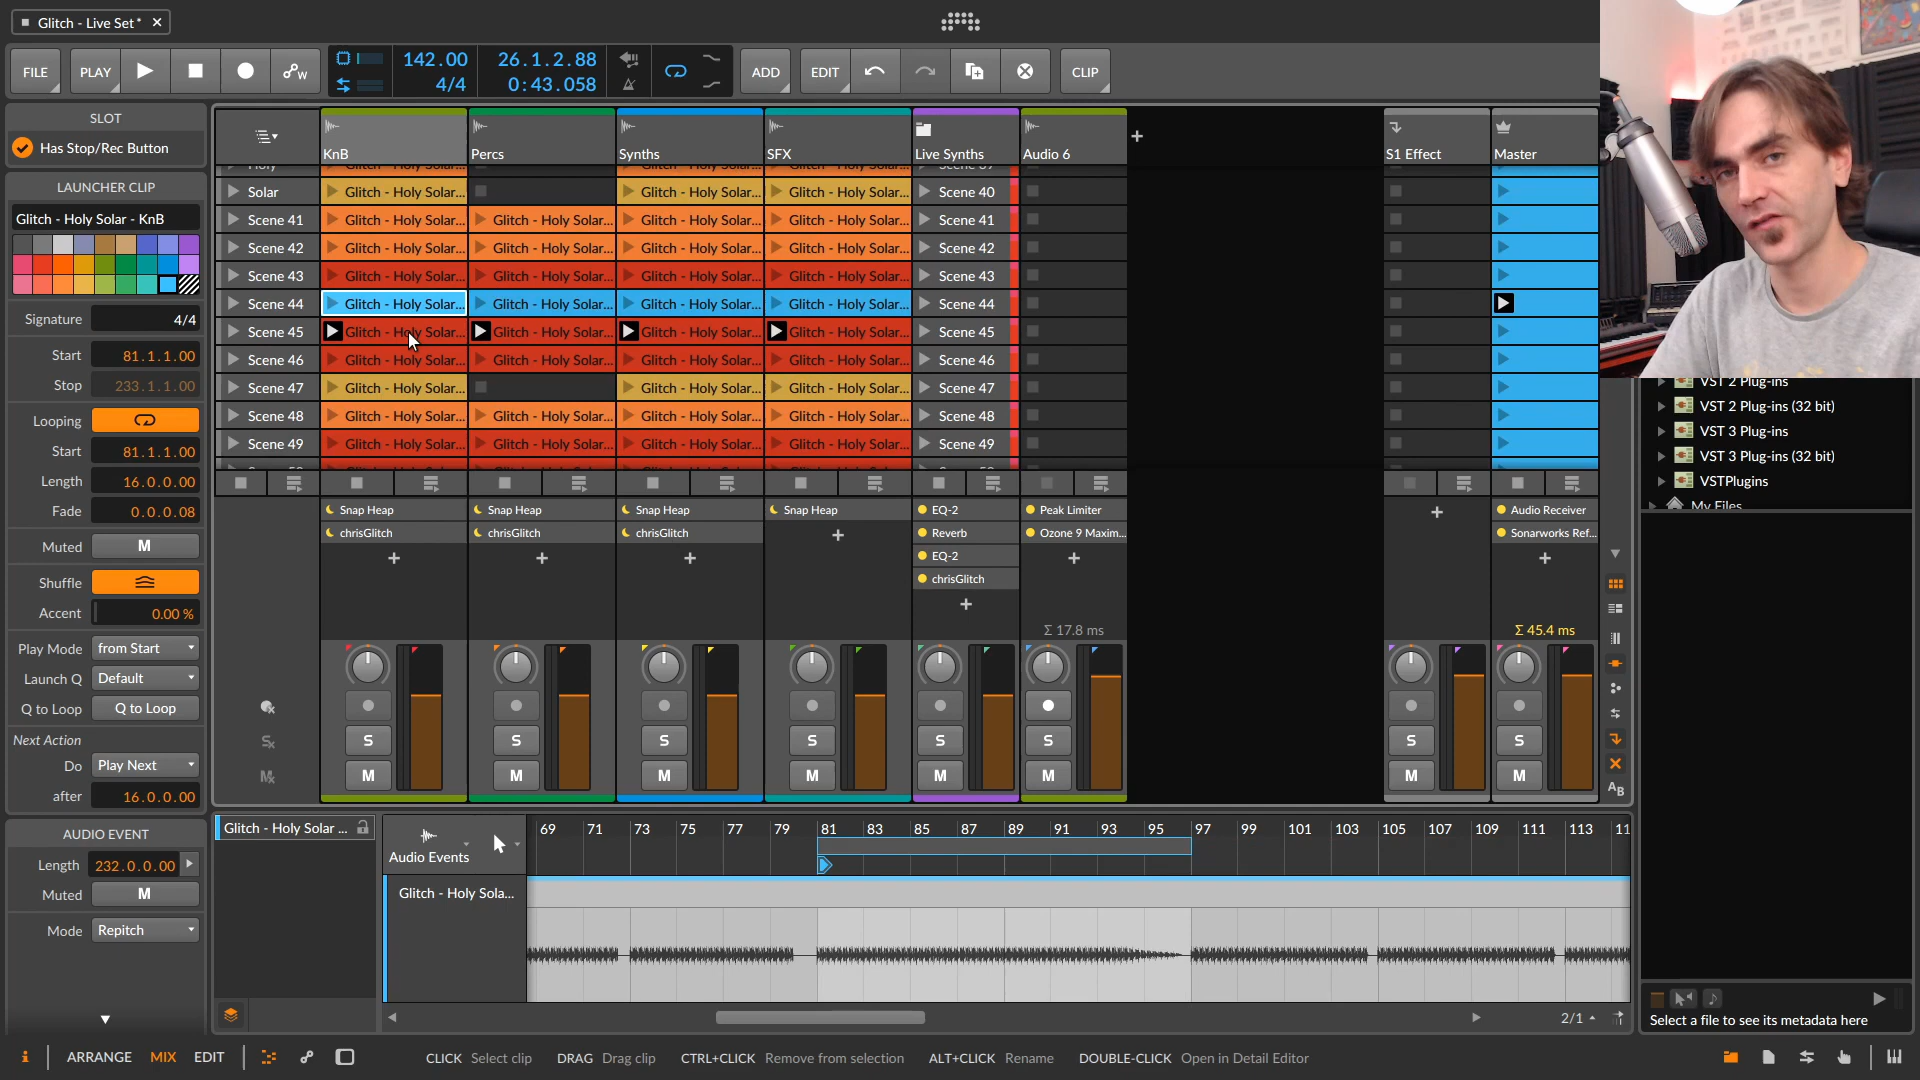 Glitch - Live Set*
FILE
PLAY
142.00
4/4
26.1.2.88
0:43.058
ADD
EDIT
CLIP
SLOT
Has Stop/Rec Button
LAUNCHER CLIP
Glitch - Holy Solar - KnB
Signature 4/4
Start 81.1.1.00
Stop 233.1.1.00
Looping
Start 81.1.1.00
Length 16.0.0.00
Fade 0.0.0.08
Muted M
Shuffle
Accent 0.00 %
Play Mode from Start
Launch Q Default
Q to Loop Q to Loop
Next Action
Do Play Next
after 16.0.0.00
AUDIO EVENT
Length 232.0.0.00
Muted M
Mode Repitch
KnB Percs Synths SFX Live Synths Audio 6 S1 Effect Master
Solar Glitch - Holy Solar... Glitch - Holy Solar... Glitch - Holy Solar... Scene 40
Scene 41 Glitch - Holy Solar... Glitch - Holy Solar... Glitch - Holy Solar... Glitch - Holy Solar... Scene 41
Scene 42 Glitch - Holy Solar... Glitch - Holy Solar... Glitch - Holy Solar... Glitch - Holy Solar... Scene 42
Scene 43 Glitch - Holy Solar... Glitch - Holy Solar... Glitch - Holy Solar... Glitch - Holy Solar... Scene 43
Scene 44 Glitch - Holy Solar... Glitch - Holy Solar... Glitch - Holy Solar... Glitch - Holy Solar... Scene 44
Scene 45 Glitch - Holy Solar... Glitch - Holy Solar... Glitch - Holy Solar... Glitch - Holy Solar... Scene 45
Scene 46 Glitch - Holy Solar... Glitch - Holy Solar... Glitch - Holy Solar... Glitch - Holy Solar... Scene 46
Scene 47 Glitch - Holy Solar... Glitch - Holy Solar... Glitch - Holy Solar... Scene 47
Scene 48 Glitch - Holy Solar... Glitch - Holy Solar... Glitch - Holy Solar... Glitch - Holy Solar... Scene 48
Scene 49 Glitch - Holy Solar... Glitch - Holy Solar... Glitch - Holy Solar... Glitch - Holy Solar... Scene 49
Snap Heap Snap Heap Snap Heap Snap Heap EQ-2 Peak Limiter Audio Receiver
chrisGlitch chrisGlitch chrisGlitch Reverb Ozone 9 Maxim... Sonarworks Ref...
EQ-2
chrisGlitch
Σ 17.8 ms Σ 45.4 ms
S S S S S S S S
M M M M M M M M
VST 2 Plug-ins
VST 2 Plug-ins (32 bit)
VST 3 Plug-ins
VST 3 Plug-ins (32 bit)
VSTPlugins
My Files
Glitch - Holy Solar ...
Audio Events
69 71 73 75 77 79 81 83 85 87 89 91 93 95 97 99 101 103 105 107 109 111 113 11
Glitch - Holy Sola...
2/1
Select a file to see its metadata here
ARRANGE MIX EDIT
CLICK Select clip DRAG Drag clip CTRL+CLICK Remove from selection ALT+CLICK Rename DOUBLE-CLICK Open in Detail Editor